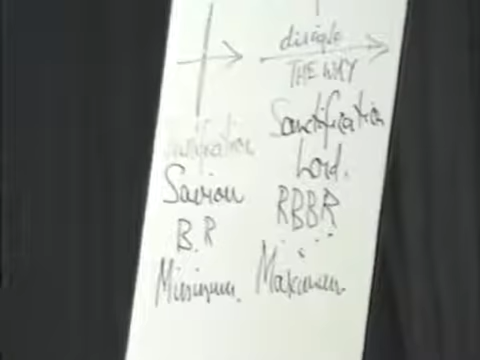 disciple
THE WAY
Sanctification
Lord.
Saviour
RBBR
B.R
Minimum. Maximum